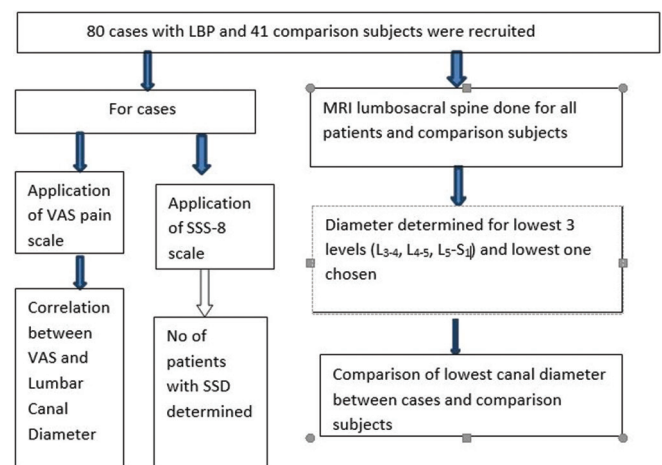 80 cases with LBP and 41 comparison subjects were recruited
For cases
MRI lumbosacral spine done for all
patients and comparison subjects
Application
of VAS pain
scale
Application
of SSS-8
scale
Diameter determined for lowest 3
levels (L3-4, L4-5, L5-S1) and lowest one
chosen
Correlation
between
VAS and
Lumbar
Canal
Diameter
No of
patients
with SSD
determined
Comparison of lowest canal diameter
between cases and comparison
subjects